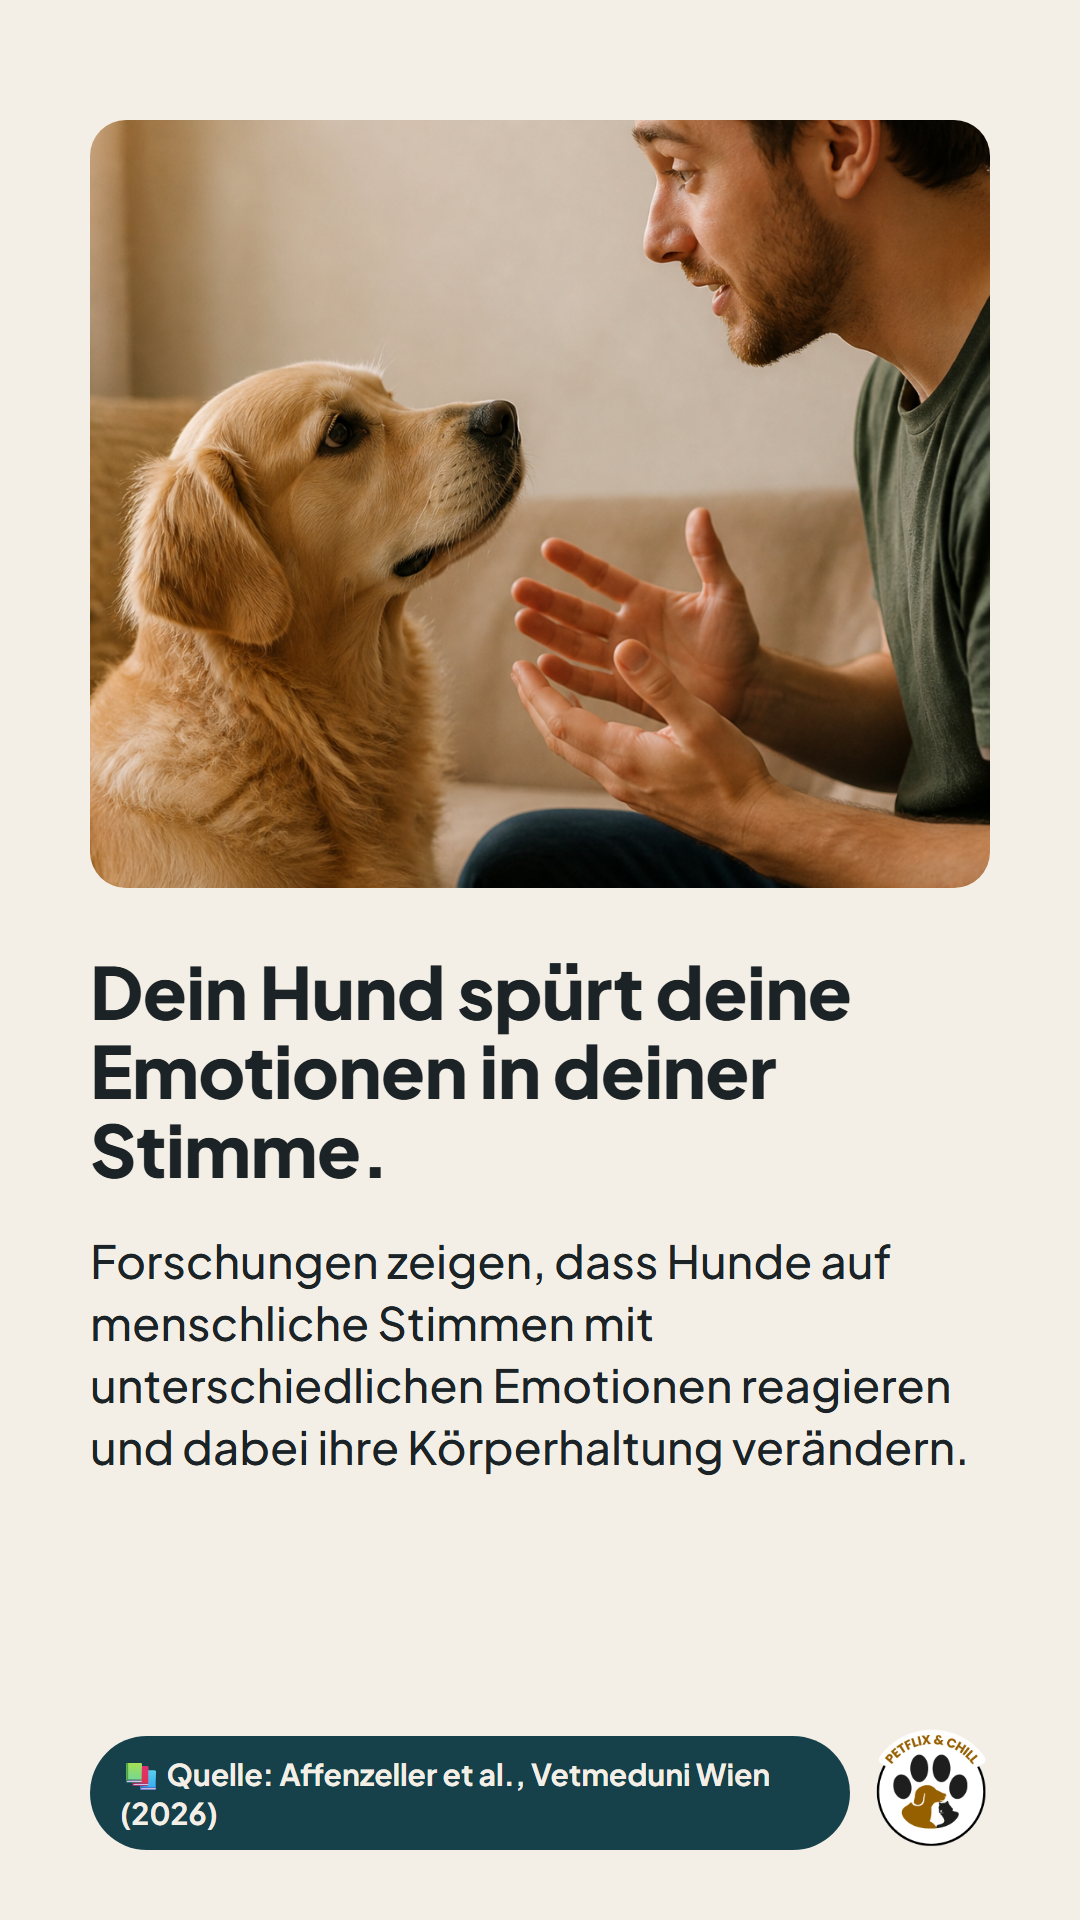 Dein Hund spürt deine
Emotionen in deiner
Stimme.
Forschungen zeigen, dass Hunde auf
menschliche Stimmen mit
unterschiedlichen Emotionen reagieren
und dabei ihre Körperhaltung verändern.
Quelle: Affenzeller et al., Vetmeduni Wien
(2026)
PETFLIX & CHILL